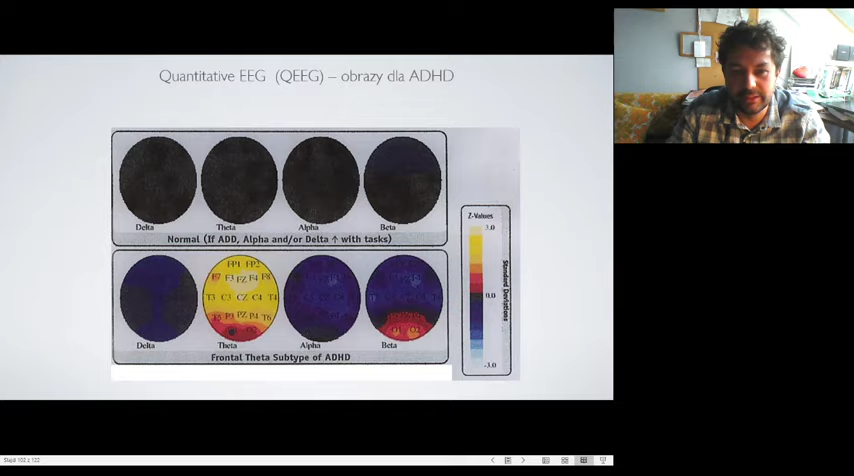 Quantitative EEG (QEEG) – obrazy dla ADHD
Delta Theta Alpha Beta
Normal (If ADD, Alpha and/or Delta ↑ with tasks)
Z-Values
3.0
0.0
-3.0
Standard Deviations
FP1 FP2
F7 F3 FZ F4 F8
T3 C3 CZ C4 T4
T5 P3 PZ P4 T6
O2
O1 O2
Delta Theta Alpha Beta
Frontal Theta Subtype of ADHD
Slajd 102 z 122